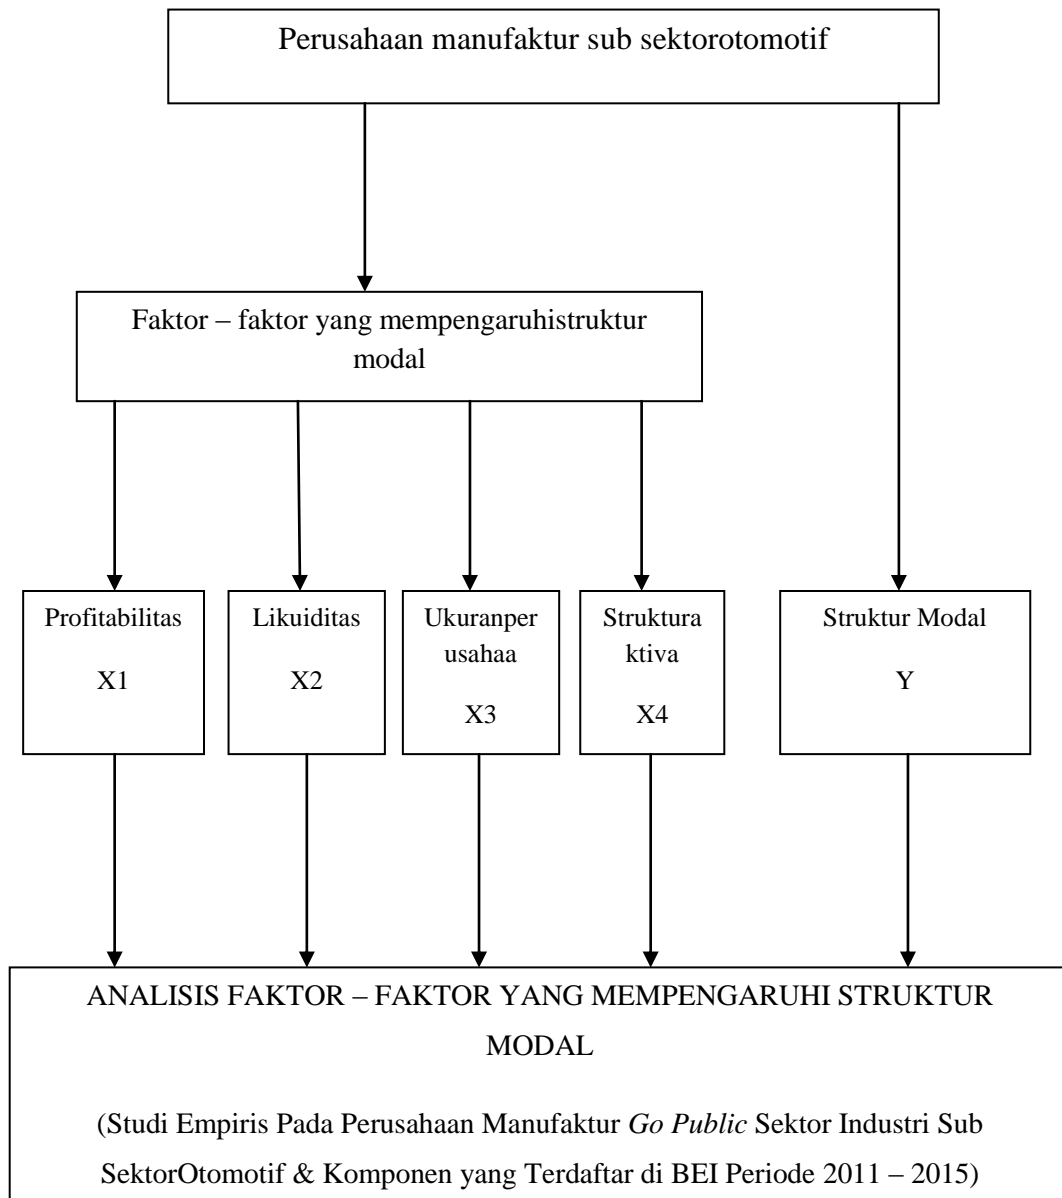 Perusahaan manufaktur sub sektorotomotif
Faktor – faktor yang mempengaruhistruktur
modal
Profitabilitas
X1
Likuiditas
X2
Ukuranper
usahaa
X3
Struktura
ktiva
X4
Struktur Modal
Y
ANALISIS FAKTOR – FAKTOR YANG MEMPENGARUHI STRUKTUR
MODAL
(Studi Empiris Pada Perusahaan Manufaktur Go Public Sektor Industri Sub
SektorOtomotif & Komponen yang Terdaftar di BEI Periode 2011 – 2015)